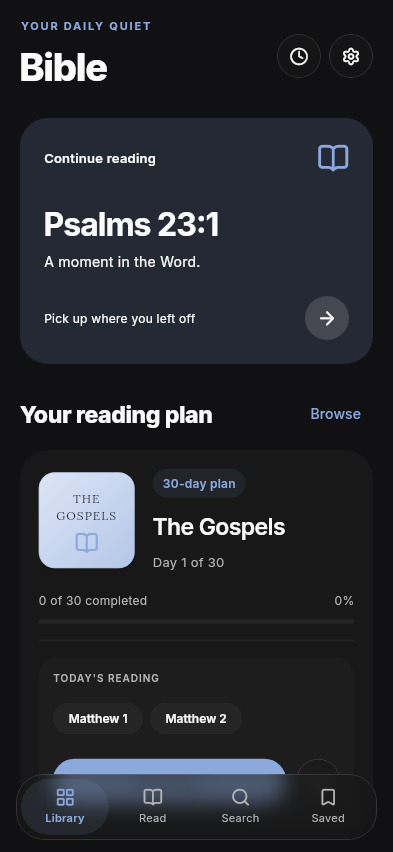 YOUR DAILY QUIET
Bible
Continue reading
Psalms 23:1
A moment in the Word.
Pick up where you left off
Your reading plan
Browse
THE
GOSPELS
30-day plan
The Gospels
Day 1 of 30
0 of 30 completed
0%
TODAY'S READING
Matthew 1
Matthew 2
Library
Read
Search
Saved